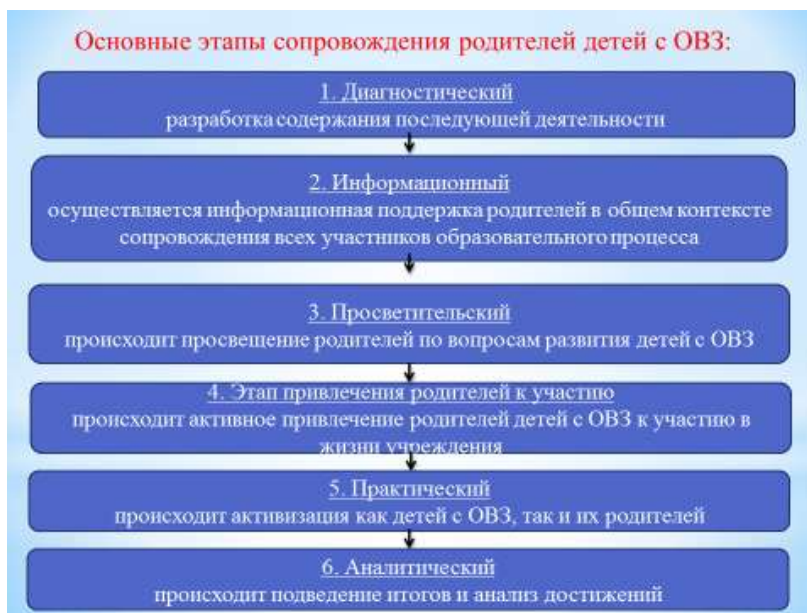 Основные этапы сопровождения родителей детей с ОВЗ:
1. Диагностический
разработка содержания последующей деятельности
2. Информационный
осуществляется информационная поддержка родителей в общем контексте
сопровождения всех участников образовательного процесса
3. Просветительский
происходит просвещение родителей по вопросам развития детей с ОВЗ
4. Этап привлечения родителей к участию
происходит активное привлечение родителей детей с ОВЗ к участию в
жизни учреждения
5. Практический
происходит активизация как детей с ОВЗ, так и их родителей
6. Аналитический
происходит подведение итогов и анализ достижений